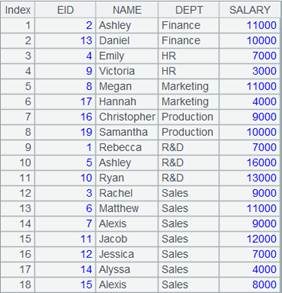 Index EID NAME DEPT SALARY
1 2 Ashley Finance 11000
2 13 Daniel Finance 10000
3 4 Emily HR 7000
4 9 Victoria HR 3000
5 8 Megan Marketing 11000
6 17 Hannah Marketing 4000
7 16 Christopher Production 9000
8 19 Samantha Production 10000
9 1 Rebecca R&D 7000
10 5 Ashley R&D 16000
11 10 Ryan R&D 13000
12 3 Rachel Sales 9000
13 6 Matthew Sales 11000
14 7 Alexis Sales 9000
15 11 Jacob Sales 12000
16 12 Jessica Sales 7000
17 14 Alyssa Sales 4000
18 15 Alexis Sales 8000